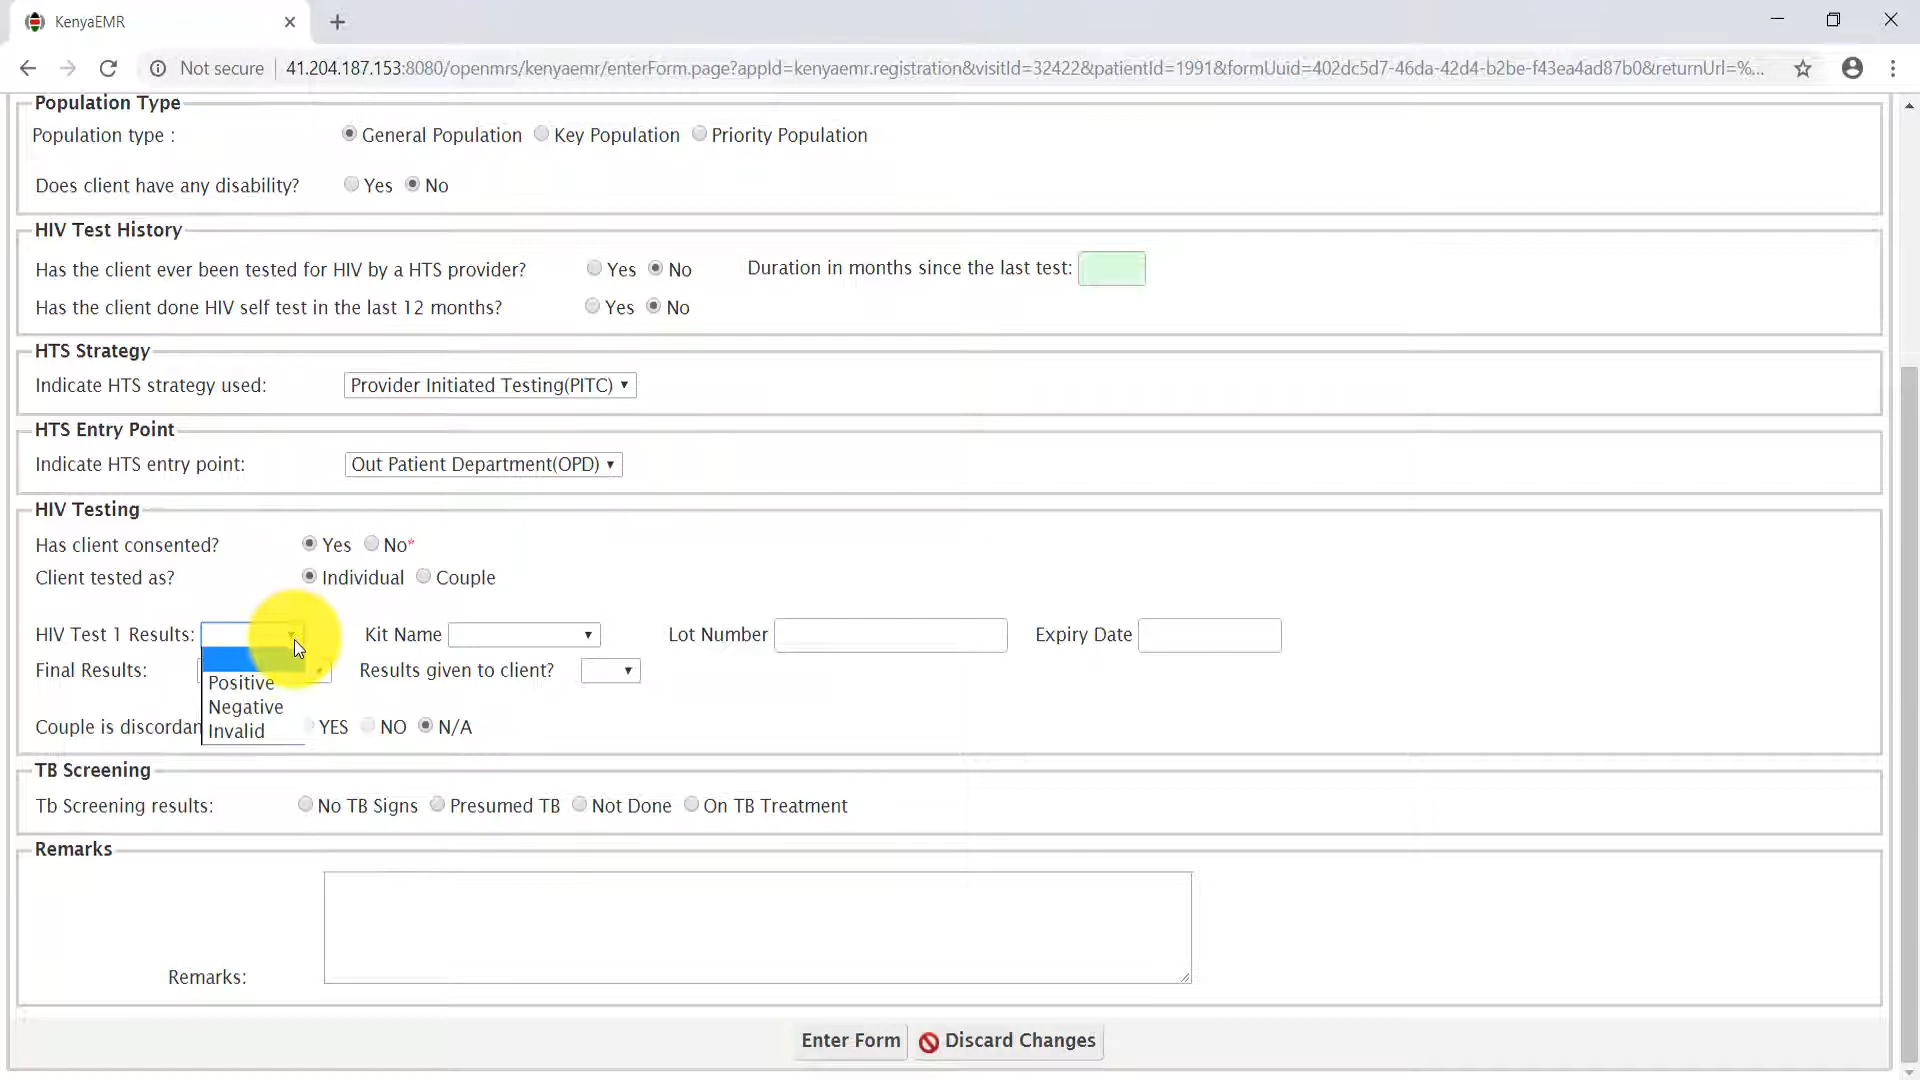 KenyaEMR
Not secure 41.204.187.153:8080/openmrs/kenyaemr/enterForm.page?appId=kenyaemr.registration&visitId=32422&patientId=1991&formUuid=402dc5d7-46da-42d4-b2be-f43ea4ad87b0&returnUrl=%...
Population Type
Population type : General Population Key Population Priority Population
Does client have any disability? Yes No
HIV Test History
Has the client ever been tested for HIV by a HTS provider? Yes No Duration in months since the last test:
Has the client done HIV self test in the last 12 months? Yes No
HTS Strategy
Indicate HTS strategy used: Provider Initiated Testing(PITC)
HTS Entry Point
Indicate HTS entry point: Out Patient Department(OPD)
HIV Testing
Has client consented? Yes No*
Client tested as? Individual Couple
HIV Test 1 Results: Kit Name Lot Number Expiry Date
Final Results: Results given to client?
Positive
Negative
Invalid
Couple is discordan YES NO N/A
TB Screening
Tb Screening results: No TB Signs Presumed TB Not Done On TB Treatment
Remarks
Remarks:
Enter Form Discard Changes